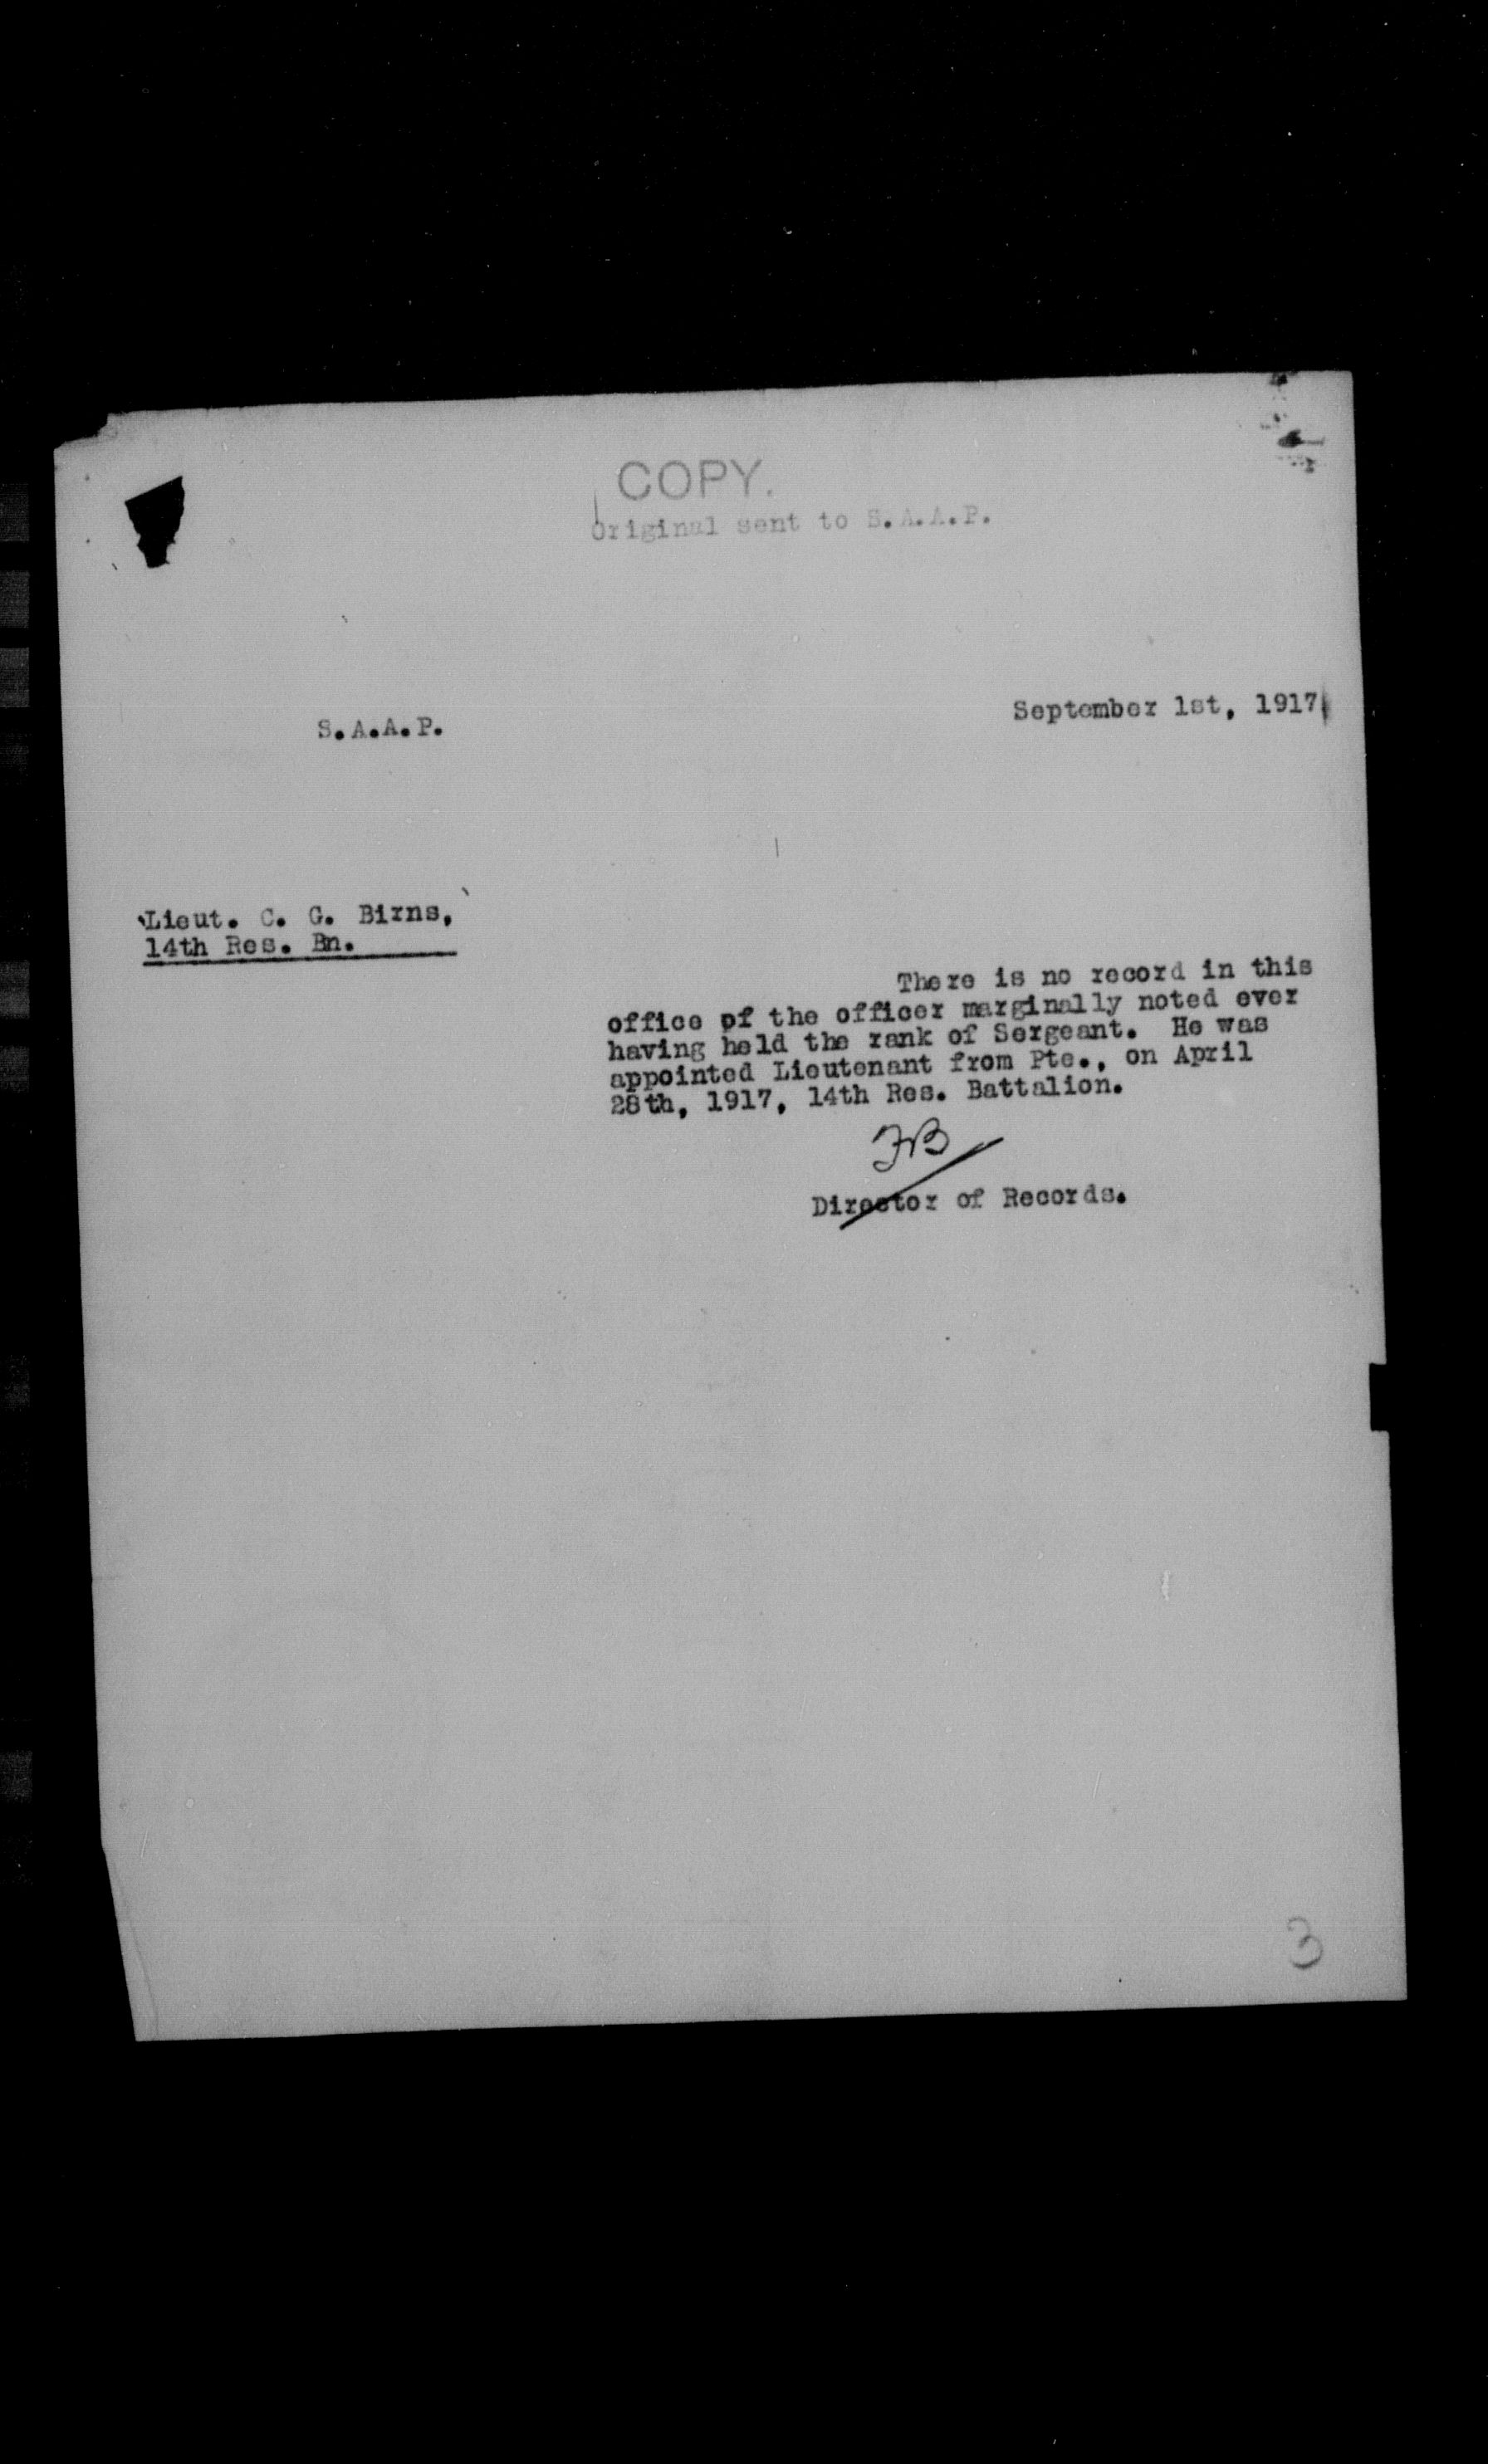 COPY.
Original sent to S.A.A.P.
September 1st, 1917
S.A.A.P.
Lieut. C. G. Birns,
14th Res. Bn.
There is no record in this
office of the officer marginally noted ever
having held the rank of Sergeant. He was
appointed Lieutenant from Pte., on April
28th, 1917, 14th Res. Battalion.
FB
Director of Records.
3